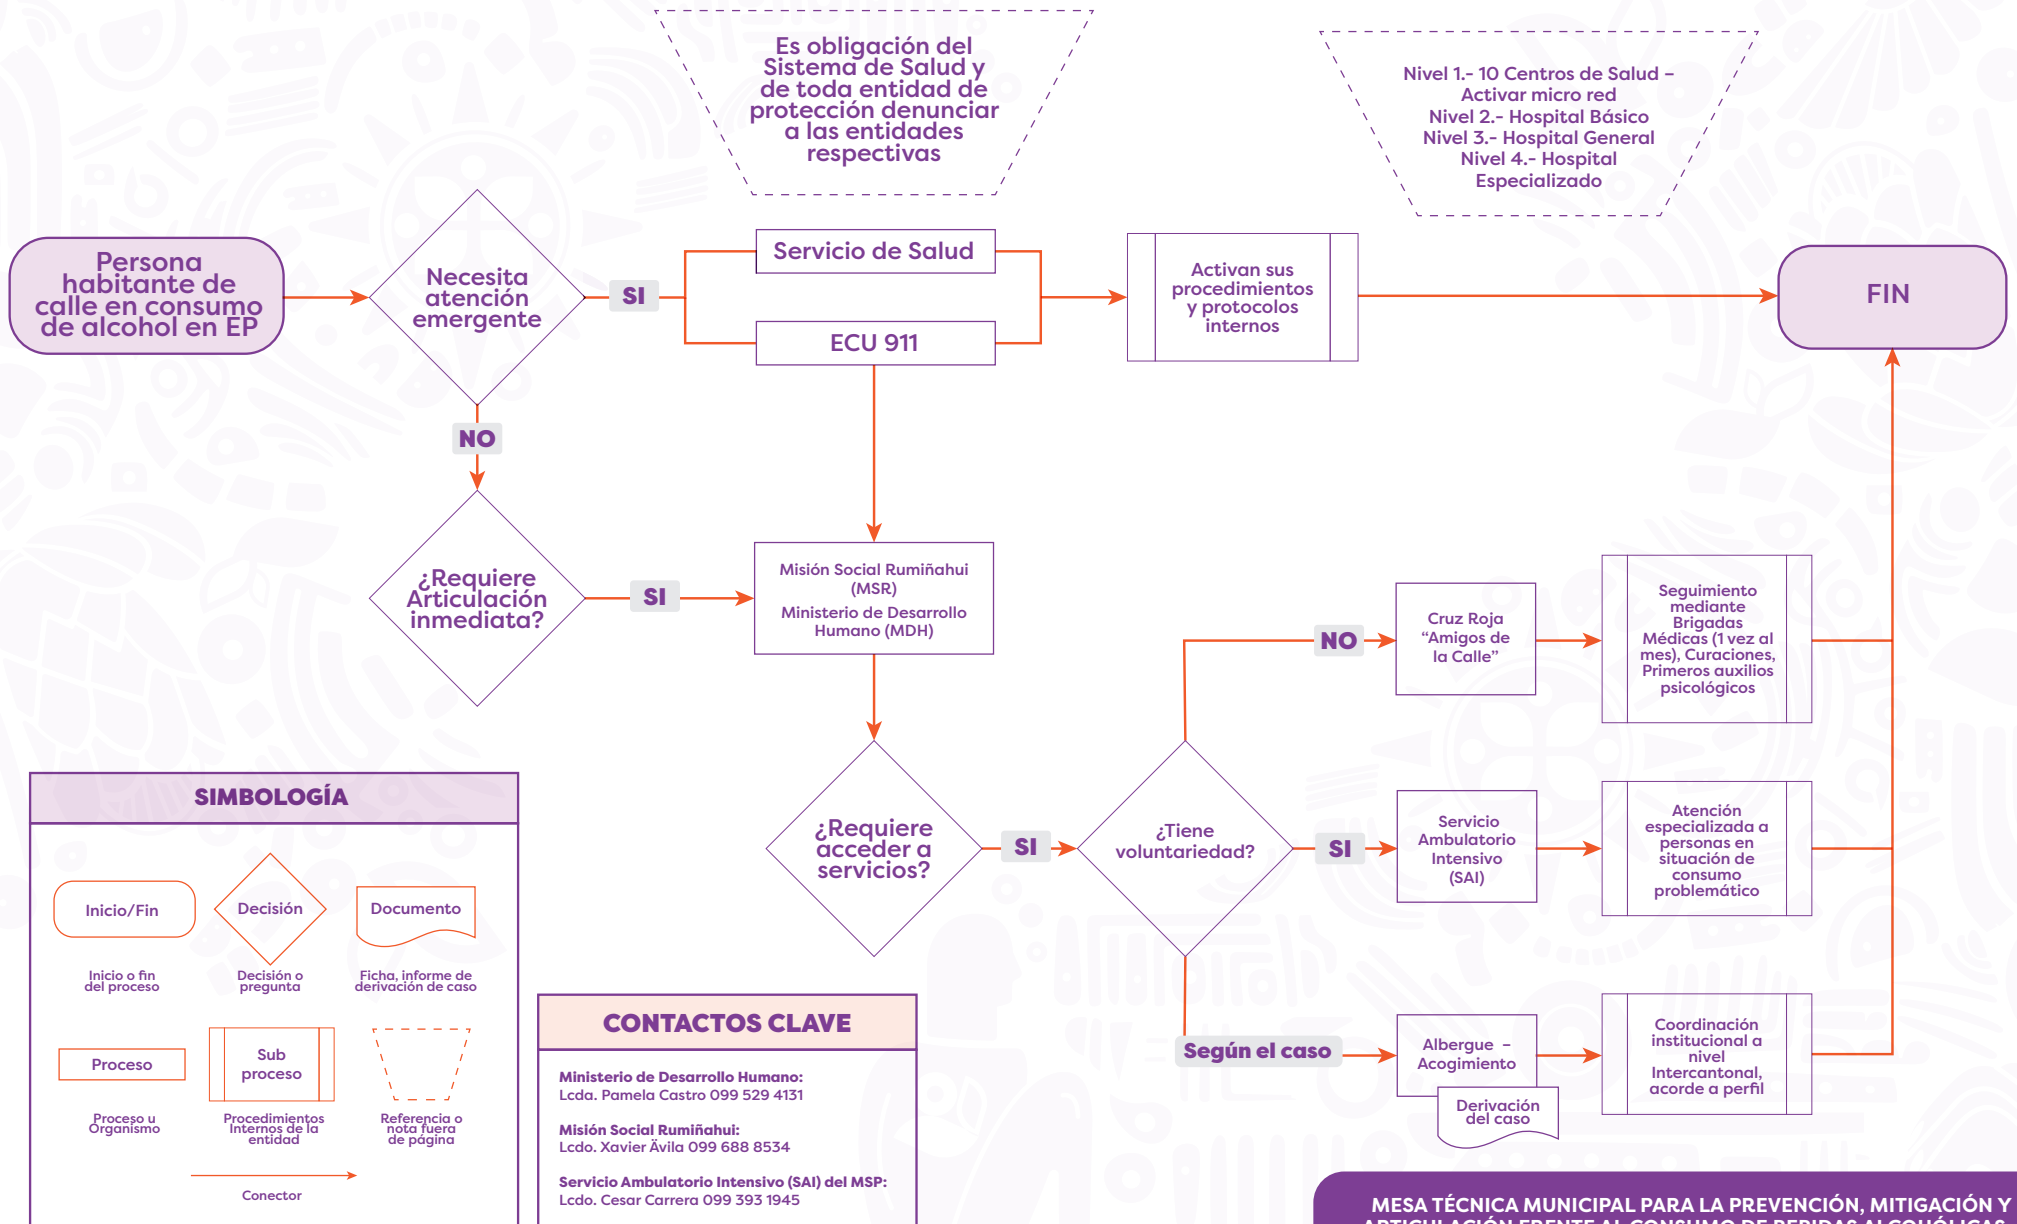 Es obligación del
Sistema de Salud y
de toda entidad de
protección denunciar
a las entidades
respectivas
Nivel 1.- 10 Centros de Salud –
Activar micro red
Nivel 2.- Hospital Básico
Nivel 3.- Hospital General
Nivel 4.- Hospital
Especializado
Persona
habitante de
calle en consumo
de alcohol en EP
Necesita
atención
emergente
SI
Servicio de Salud
ECU 911
Activan sus
procedimientos
y protocolos
internos
FIN
NO
¿Requiere
Articulación
inmediata?
SI
Misión Social Rumiñahui
(MSR)
Ministerio de Desarrollo
Humano (MDH)
¿Requiere
acceder a
servicios?
SI
¿Tiene
voluntariedad?
NO
Cruz Roja
“Amigos de
la Calle”
Seguimiento
mediante
Brigadas
Médicas (1 vez al
mes), Curaciones,
Primeros auxilios
psicológicos
SI
Servicio
Ambulatorio
Intensivo
(SAI)
Atención
especializada a
personas en
situación de
consumo
problemático
Según el caso
Albergue –
Acogimiento
Derivación
del caso
Coordinación
institucional a
nivel
Intercantonal,
acorde a perfil
SIMBOLOGÍA
Inicio/Fin
Inicio o fin
del proceso
Decisión
Decisión o
pregunta
Documento
Ficha, informe de
derivación de caso
Proceso
Proceso u
Organismo
Sub
proceso
Procedimientos
Internos de la
entidad
Referencia o
nota fuera
de página
Conector
CONTACTOS CLAVE
Ministerio de Desarrollo Humano:
Lcda. Pamela Castro 099 529 4131
Misión Social Rumiñahui:
Lcdo. Xavier Ävila 099 688 8534
Servicio Ambulatorio Intensivo (SAI) del MSP:
Lcdo. Cesar Carrera 099 393 1945
MESA TÉCNICA MUNICIPAL PARA LA PREVENCIÓN, MITIGACIÓN Y
ARTICULACIÓN FRENTE AL CONSUMO DE BEBIDAS ALCOHÓLICAS